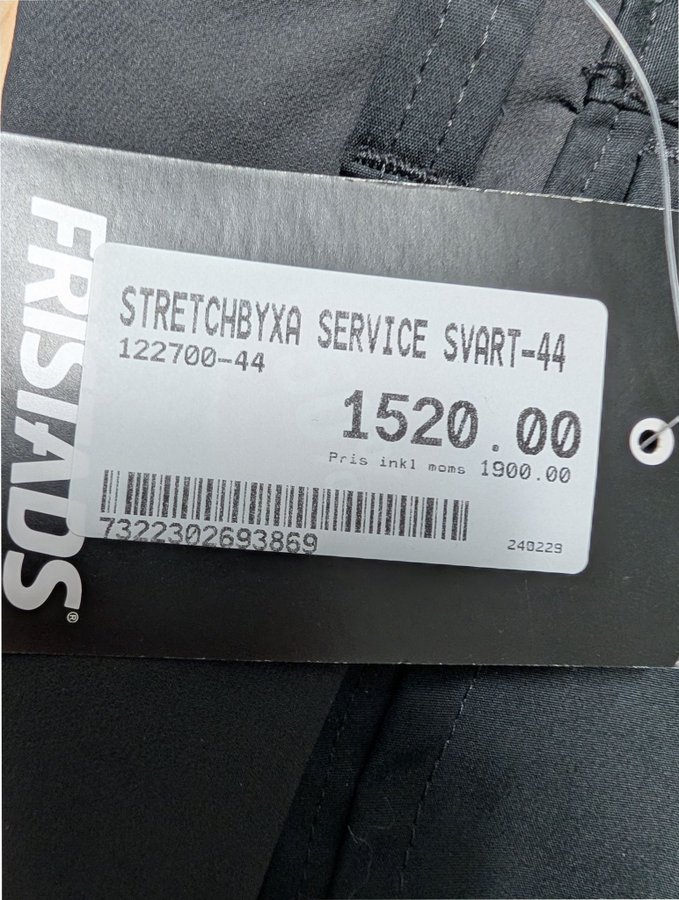 FRISTADS®
STRETCHBYXA SERVICE SVART-44
122700-44
1520.00
Pris inkl moms 1900.00
7322302693869
240229